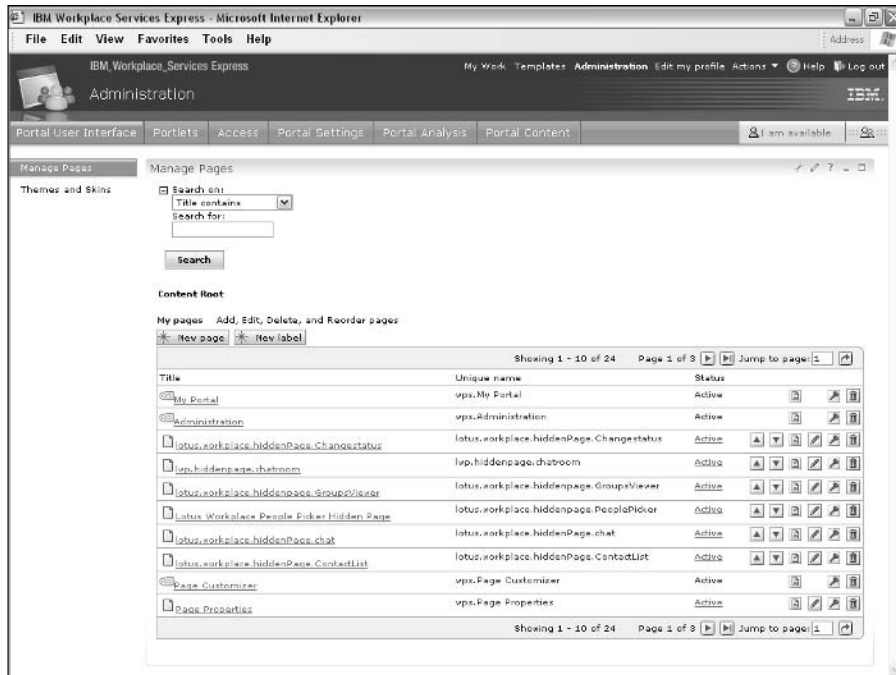 IBM Workplace Services Express - Microsoft Internet Explorer
File Edit View Favorites Tools Help Address
IBM_Workplace_Services Express My Work Templates Administration Edit my profile Actions Help Log out
Administration IBM.
Portal User Interface Portlets Access Portal Settings Portal Analysis Portal Content I am available
Manage Pages Manage Pages ?
Themes and Skins Search on:
Title contains
Search for:
Search
Content Root
My pages Add, Edit, Delete, and Reorder pages
New page New label
Showing 1 - 10 of 24 Page 1 of 3 Jump to page: 1
Title Unique name Status
My Portal wps.My Portal Active
Administration wps.Administration Active
lotus.workplace.hiddenPage.Changestatus lotus.workplace.hiddenPage.Changestatus Active
lwp.hiddenpage.chatroom lwp.hiddenpage.chatroom Active
lotus.workplace.hiddenpage.GroupsViewer lotus.workplace.hiddenpage.GroupsViewer Active
Lotus Workplace People Picker Hidden Page lotus.workplace.hiddenpage.PeoplePicker Active
lotus.workplace.hiddenPage.chat lotus.workplace.hiddenPage.chat Active
lotus.workplace.hiddenPage.ContactList lotus.workplace.hiddenPage.ContactList Active
Page Customizer wps.Page Customizer Active
Page Properties wps.Page Properties Active
Showing 1 - 10 of 24 Page 1 of 3 Jump to page: 1